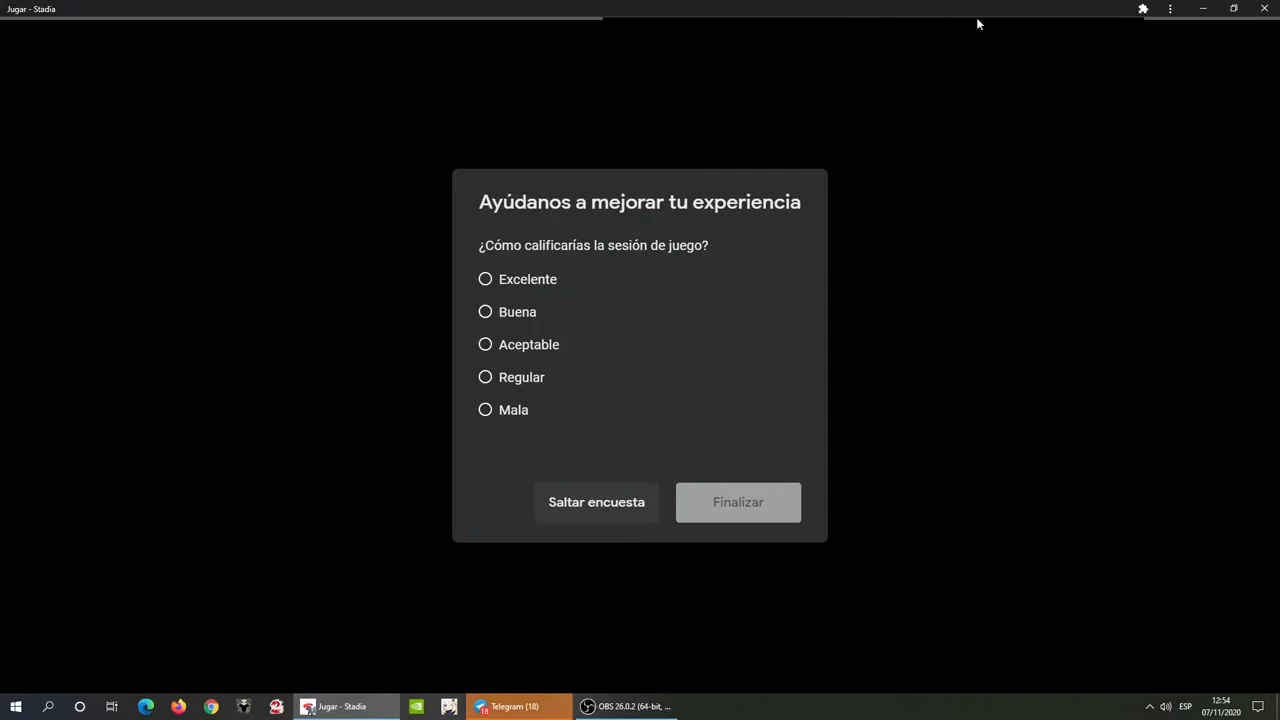 Jugar - Stadia
Ayúdanos a mejorar tu experiencia
¿Cómo calificarías la sesión de juego?
Excelente
Buena
Aceptable
Regular
Mala
Saltar encuesta
Finalizar
Jugar - Stadia
18
Telegram (18)
OBS 26.0.2 (64-bit, ...
ESP
12:54
07/11/2020